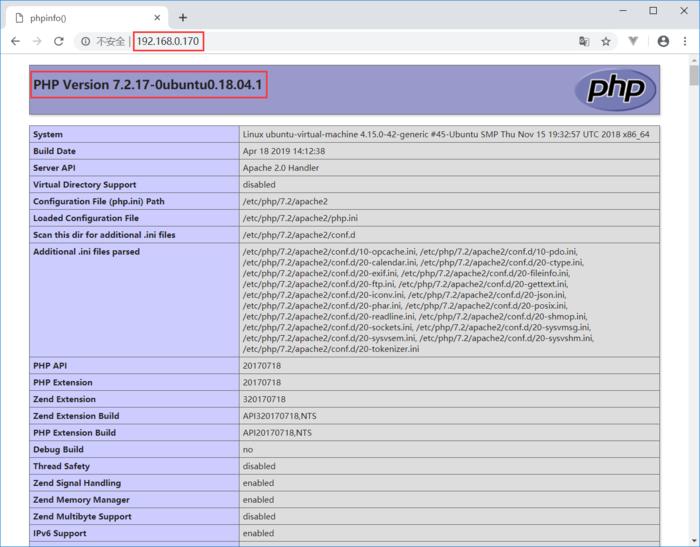 phpinfo()
不安全 | 192.168.0.170
PHP Version 7.2.17-0ubuntu0.18.04.1
php
System Linux ubuntu-virtual-machine 4.15.0-42-generic #45-Ubuntu SMP Thu Nov 15 19:32:57 UTC 2018 x86_64
Build Date Apr 18 2019 14:12:38
Server API Apache 2.0 Handler
Virtual Directory Support disabled
Configuration File (php.ini) Path /etc/php/7.2/apache2
Loaded Configuration File /etc/php/7.2/apache2/php.ini
Scan this dir for additional .ini files /etc/php/7.2/apache2/conf.d
Additional .ini files parsed /etc/php/7.2/apache2/conf.d/10-opcache.ini, /etc/php/7.2/apache2/conf.d/10-pdo.ini,
/etc/php/7.2/apache2/conf.d/20-calendar.ini, /etc/php/7.2/apache2/conf.d/20-ctype.ini,
/etc/php/7.2/apache2/conf.d/20-exif.ini, /etc/php/7.2/apache2/conf.d/20-fileinfo.ini,
/etc/php/7.2/apache2/conf.d/20-ftp.ini, /etc/php/7.2/apache2/conf.d/20-gettext.ini,
/etc/php/7.2/apache2/conf.d/20-iconv.ini, /etc/php/7.2/apache2/conf.d/20-json.ini,
/etc/php/7.2/apache2/conf.d/20-phar.ini, /etc/php/7.2/apache2/conf.d/20-posix.ini,
/etc/php/7.2/apache2/conf.d/20-readline.ini, /etc/php/7.2/apache2/conf.d/20-shmop.ini,
/etc/php/7.2/apache2/conf.d/20-sockets.ini, /etc/php/7.2/apache2/conf.d/20-sysvmsg.ini,
/etc/php/7.2/apache2/conf.d/20-sysvsem.ini, /etc/php/7.2/apache2/conf.d/20-sysvshm.ini,
/etc/php/7.2/apache2/conf.d/20-tokenizer.ini
PHP API 20170718
PHP Extension 20170718
Zend Extension 320170718
Zend Extension Build API320170718,NTS
PHP Extension Build API20170718,NTS
Debug Build no
Thread Safety disabled
Zend Signal Handling enabled
Zend Memory Manager enabled
Zend Multibyte Support disabled
IPv6 Support enabled